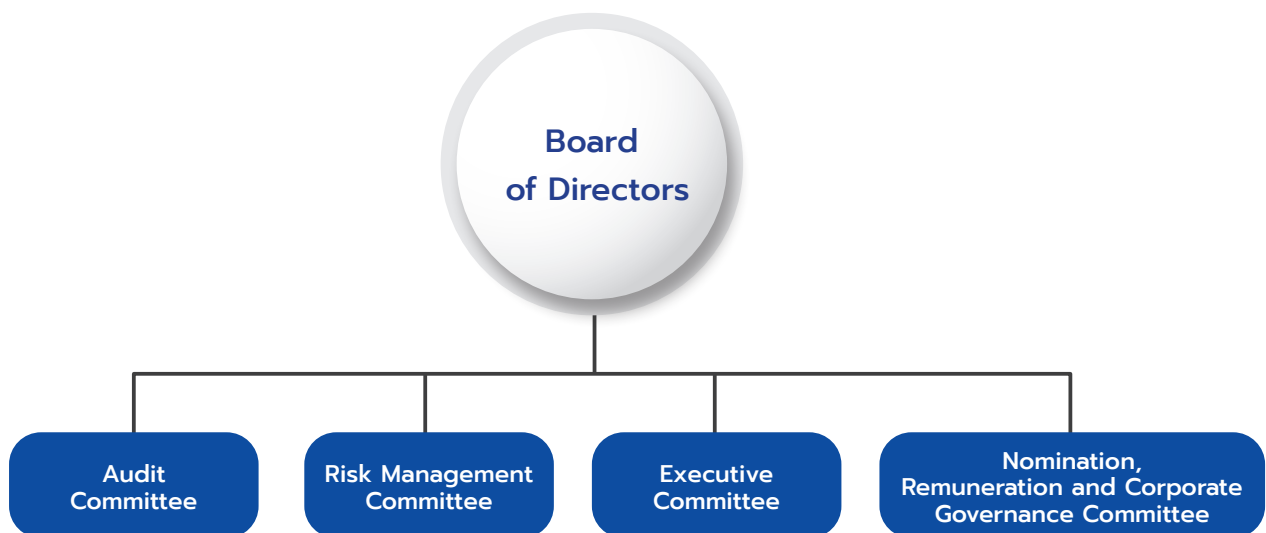 Board
of Directors
Audit
Committee
Risk Management
Committee
Executive
Committee
Nomination,
Remuneration and Corporate
Governance Committee